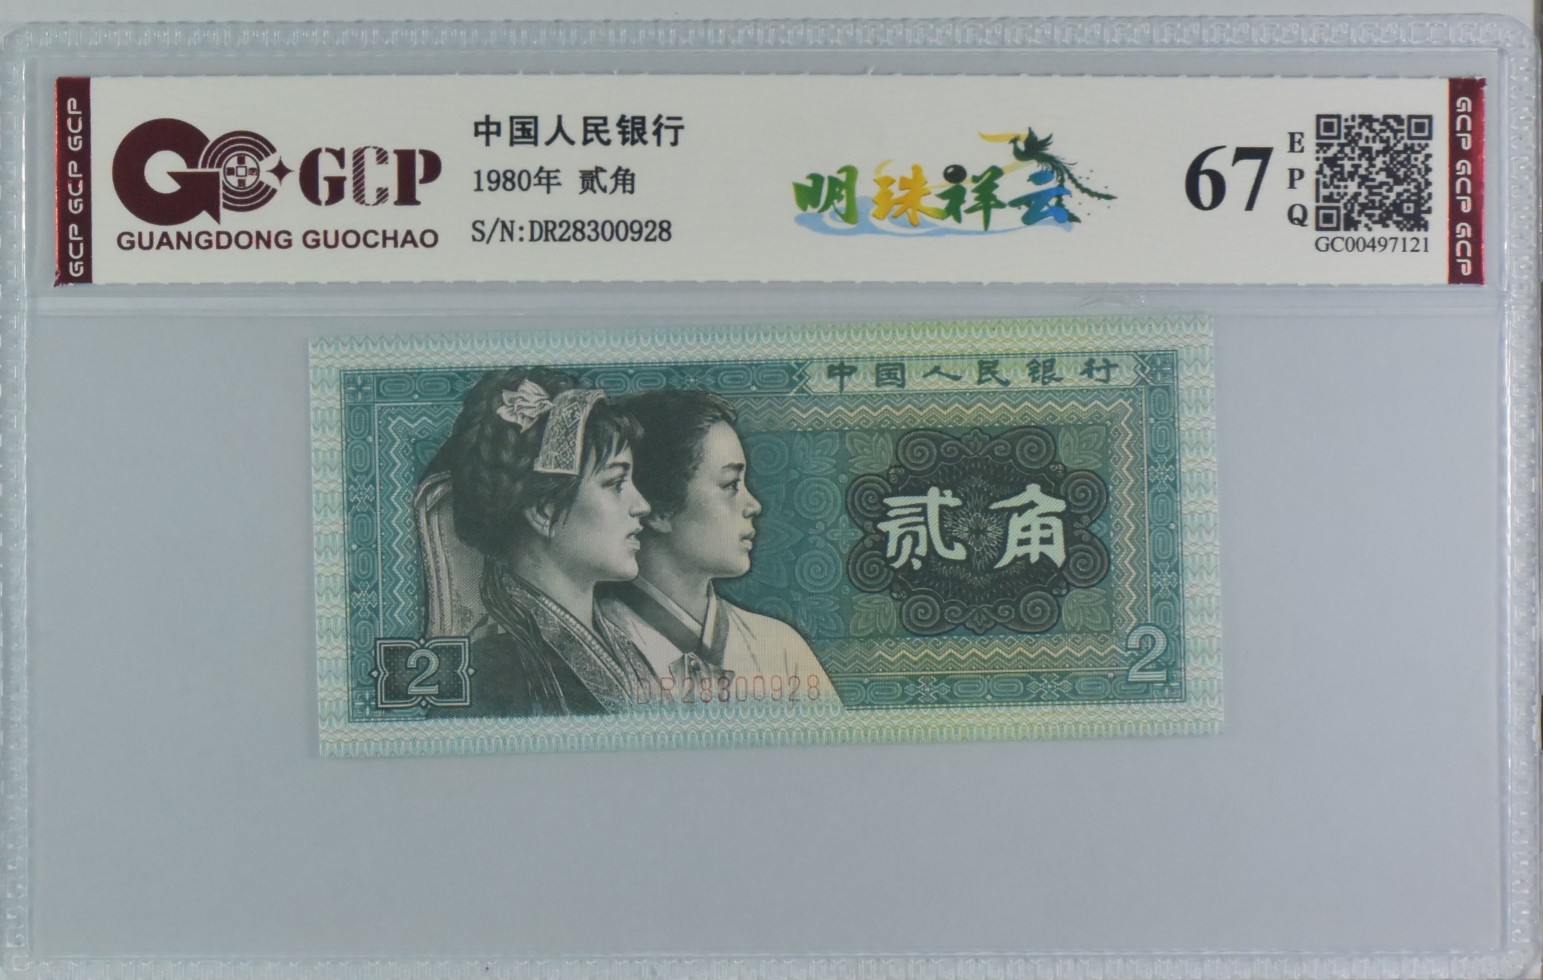 GCP GCP GCP
GCP
GUANGDONG GUOCHAO
中国人民银行
1980年 贰角
S/N:DR28300928
明珠祥云
67
EPQ
GC00497121
GCP GCP GCP
中国人民银行
贰角
2
2
DR28300928